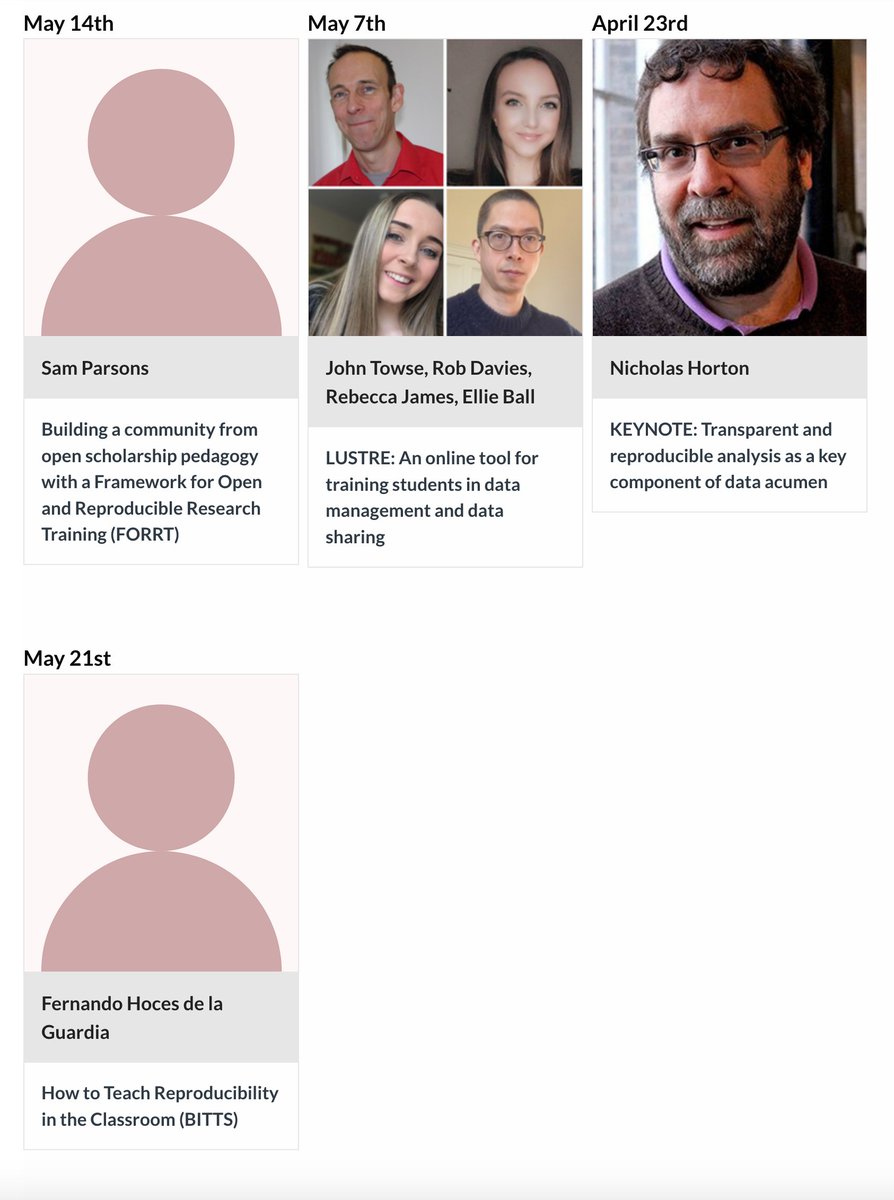 May 14th
Sam Parsons
Building a community from
open scholarship pedagogy
with a Framework for Open
and Reproducible Research
Training (FORRT)
May 7th
John Towse, Rob Davies,
Rebecca James, Ellie Ball
LUSTRE: An online tool for
training students in data
management and data
sharing
April 23rd
Nicholas Horton
KEYNOTE: Transparent and
reproducible analysis as a key
component of data acumen
May 21st
Fernando Hoces de la
Guardia
How to Teach Reproducibility
in the Classroom (BITTS)